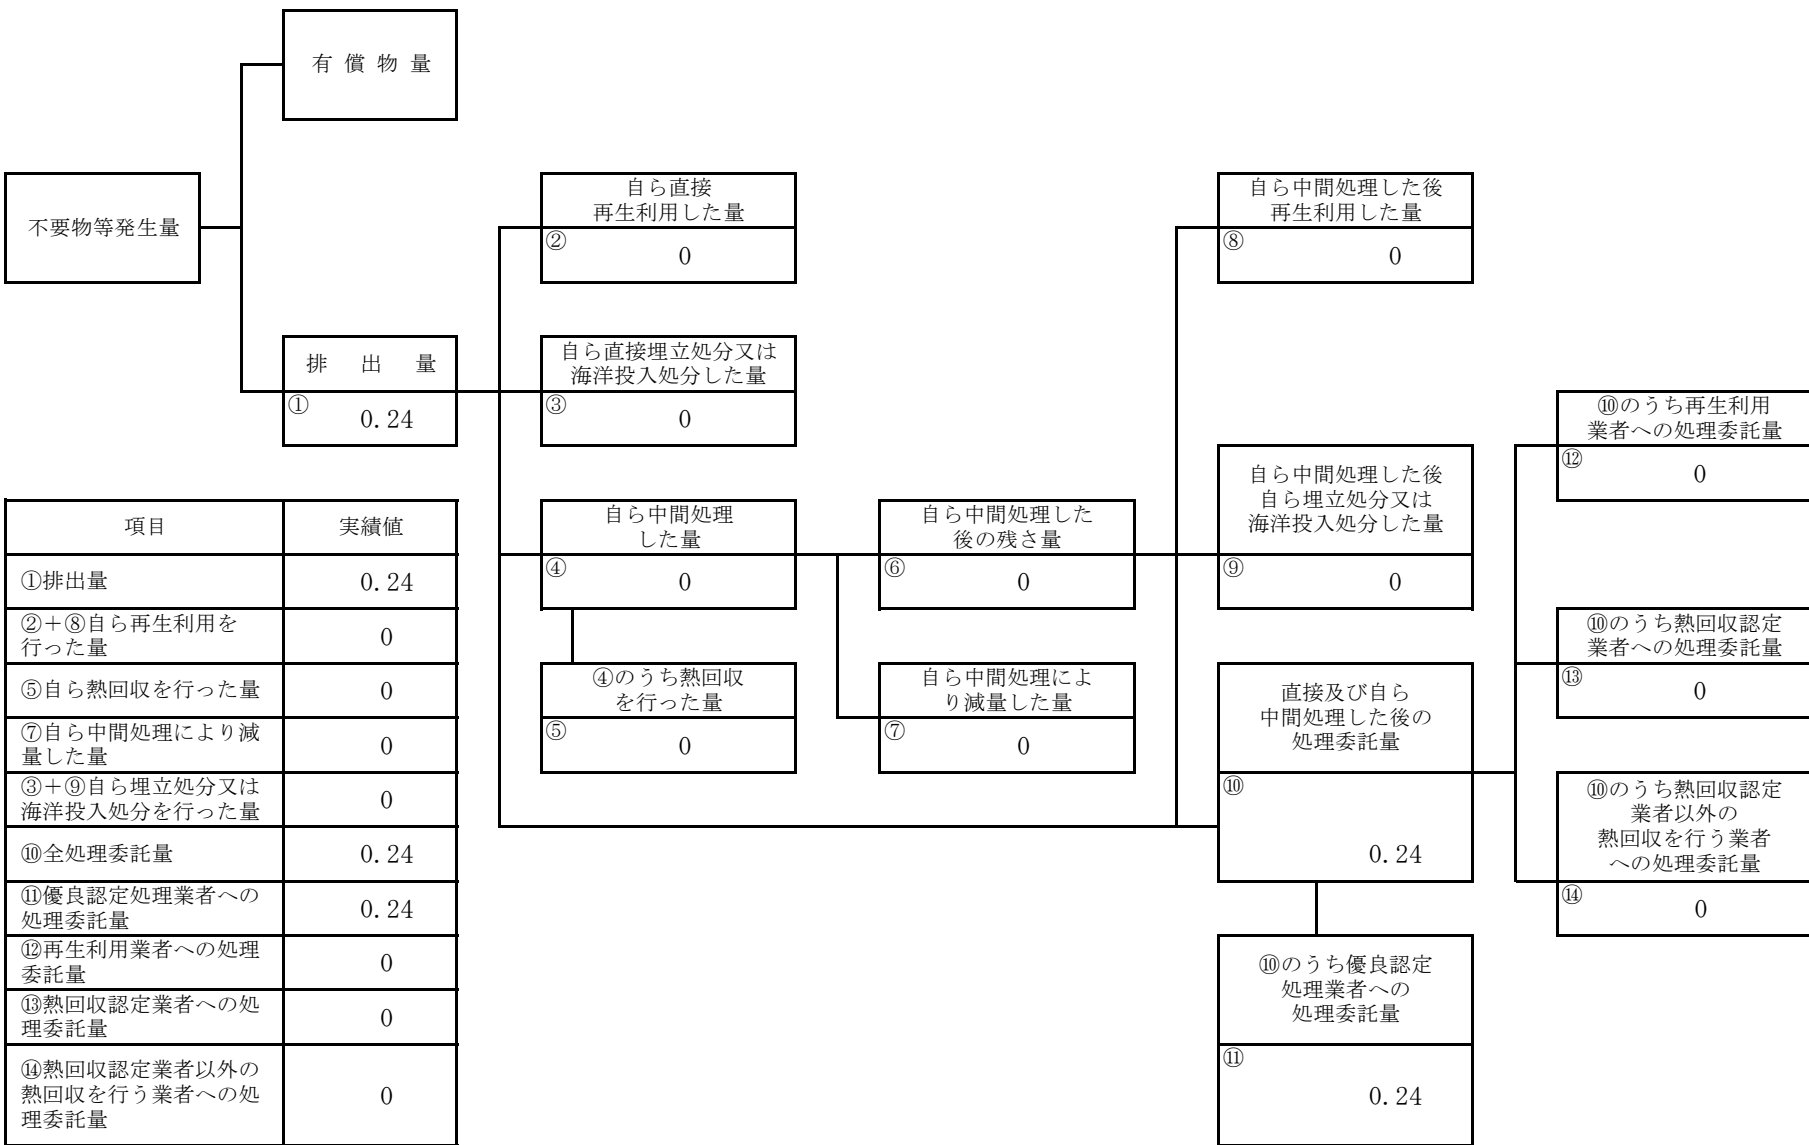 有 償 物 量
不要物等発生量
自ら直接
再生利用した量
②
0
自ら中間処理した後
再生利用した量
⑧
0
排 出 量
①
0.24
自ら直接埋立処分又は
海洋投入処分した量
③
0
⑩のうち再生利用
業者への処理委託量
⑫
0
自ら中間処理
した量
④
0
自ら中間処理した
後の残さ量
⑥
0
自ら中間処理した後
自ら埋立処分又は
海洋投入処分した量
⑨
0
④のうち熱回収
を行った量
⑤
0
自ら中間処理によ
り減量した量
⑦
0
直接及び自ら
中間処理した後の
処理委託量
⑩
0.24
⑩のうち熱回収認定
業者への処理委託量
⑬
0
⑩のうち熱回収認定
業者以外の
熱回収を行う業者
への処理委託量
⑭
0
⑩のうち優良認定
処理業者への
処理委託量
⑪
0.24
項目 実績値
①排出量 0.24
②+⑧自ら再生利用を
行った量
0
⑤自ら熱回収を行った量 0
⑦自ら中間処理により減
量した量
0
③+⑨自ら埋立処分又は
海洋投入処分を行った量
0
⑩全処理委託量 0.24
⑪優良認定処理業者への
処理委託量
0.24
⑫再生利用業者への処理
委託量
0
⑬熱回収認定業者への処
理委託量
0
⑭熱回収認定業者以外の
熱回収を行う業者への処
理委託量
0